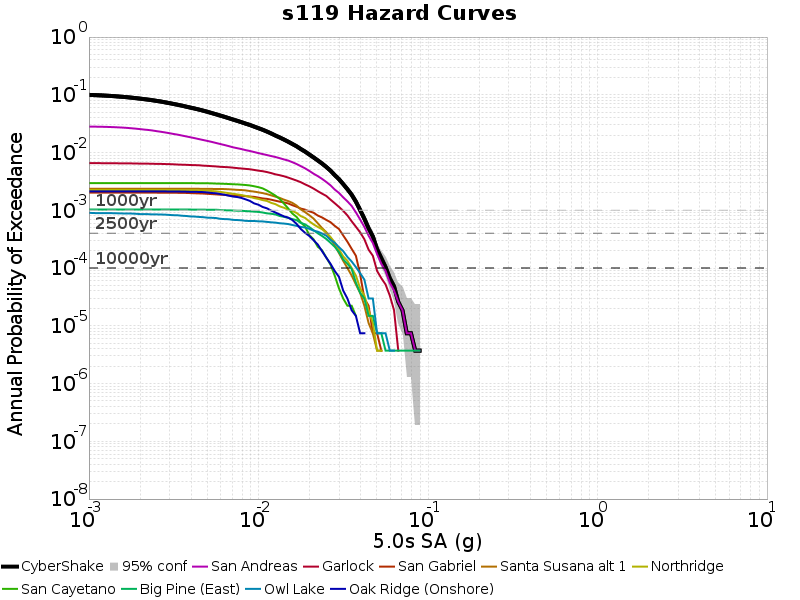 s119 Hazard Curves
Annual Probability of Exceedance
10^0
10^-1
10^-2
10^-3
10^-4
10^-5
10^-6
10^-7
10^-8
1000yr
2500yr
10000yr
10^-3 10^-2 10^-1 10^0 10^1
5.0s SA (g)
CyberShake 95% conf San Andreas Garlock San Gabriel Santa Susana alt 1 Northridge
San Cayetano Big Pine (East) Owl Lake Oak Ridge (Onshore)